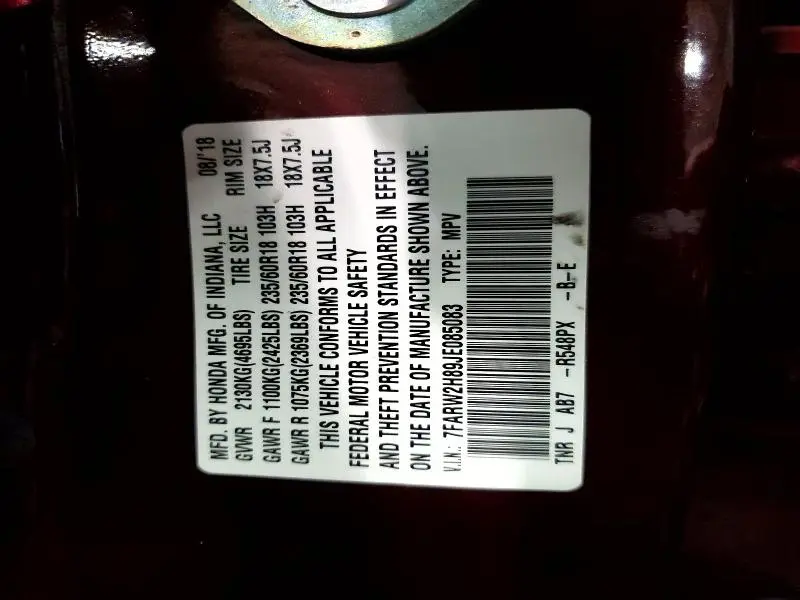 MFD. BY HONDA MFG. OF INDIANA, LLC 08/'18
GVWR 2130KG(4695LBS) TIRE SIZE RIM SIZE
GAWR F 1100KG(2425LBS) 235/60R18 103H 18X7.5J
GAWR R 1075KG(2369LBS) 235/60R18 103H 18X7.5J
THIS VEHICLE CONFORMS TO ALL APPLICABLE
FEDERAL MOTOR VEHICLE SAFETY
AND THEFT PREVENTION STANDARDS IN EFFECT
ON THE DATE OF MANUFACTURE SHOWN ABOVE.
V.I.N.: 7FARW2H89JE085083 TYPE: MPV
TNR J AB7 -R548PX -B-E